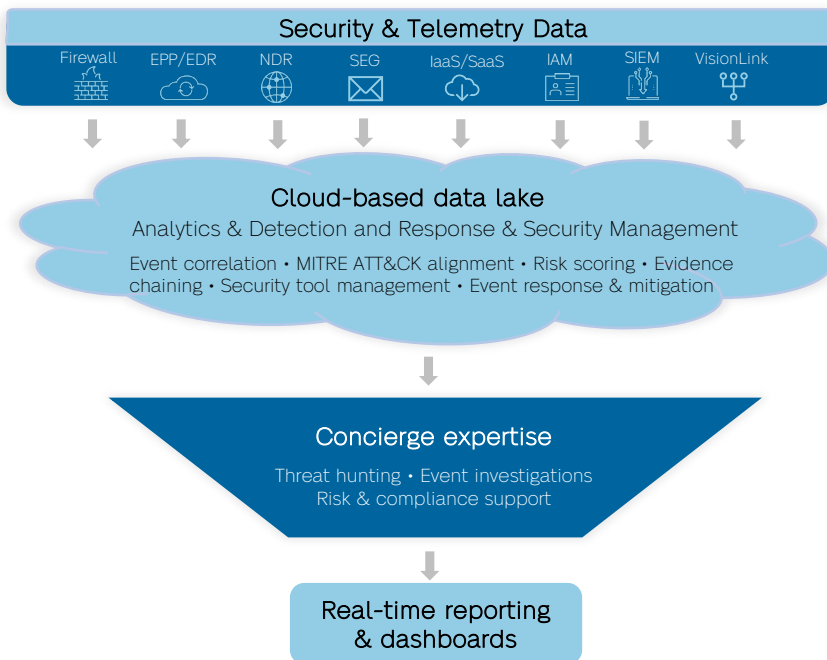 Security & Telemetry Data
Firewall EPP/EDR NDR SEG IaaS/SaaS IAM SIEM VisionLink
Cloud-based data lake
Analytics & Detection and Response & Security Management
Event correlation • MITRE ATT&CK alignment • Risk scoring • Evidence
chaining • Security tool management • Event response & mitigation
Concierge expertise
Threat hunting • Event investigations
Risk & compliance support
Real-time reporting
& dashboards